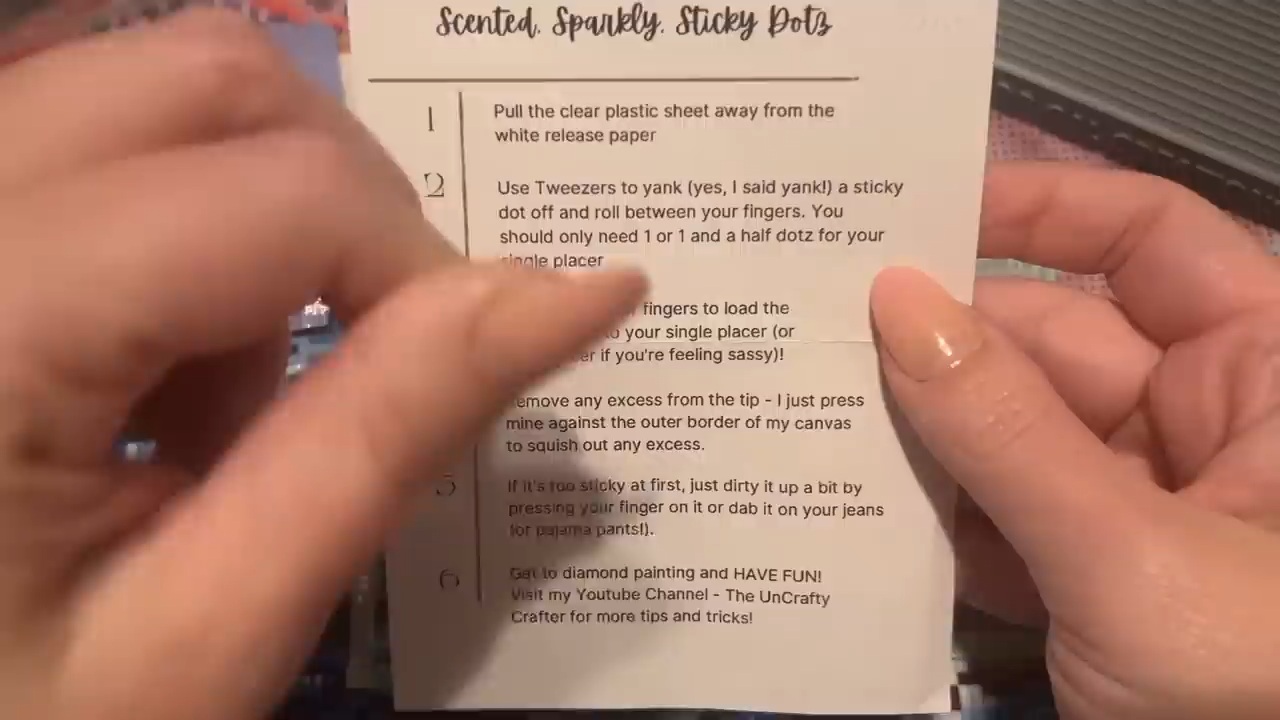 Scented. Sparkly. Sticky Dotz
1
Pull the clear plastic sheet away from the
white release paper
2
Use Tweezers to yank (yes, I said yank!) a sticky
dot off and roll between your fingers. You
should only need 1 or 1 and a half dotz for your
single placer
fingers to load the
your single placer (or
if you're feeling sassy)!
emove any excess from the tip - I just press
mine against the outer border of my canvas
to squish out any excess.
5
If it's too sticky at first, just dirty it up a bit by
pressing your finger on it or dab it on your jeans
(or pajama pants!).
6
Get to diamond painting and HAVE FUN!
Visit my Youtube Channel - The UnCrafty
Crafter for more tips and tricks!